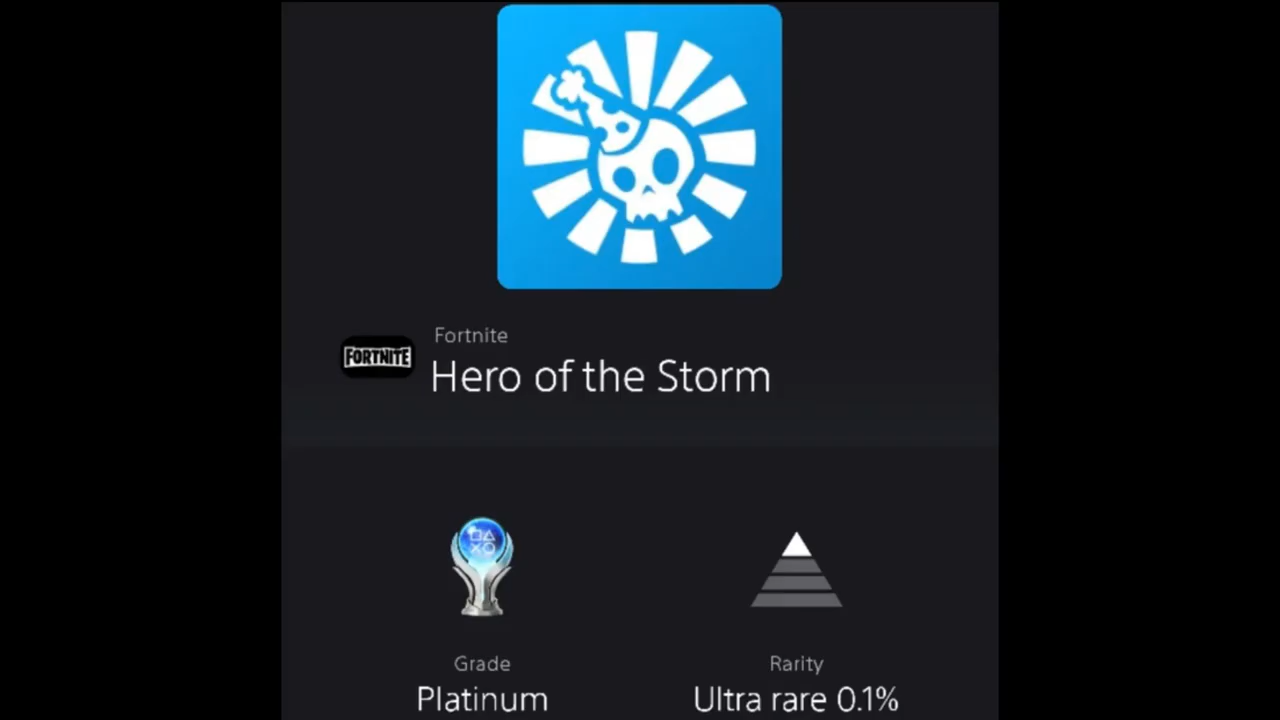 Fortnite
FORTNITE
Hero of the Storm
Grade
Rarity
Platinum
Ultra rare 0.1%